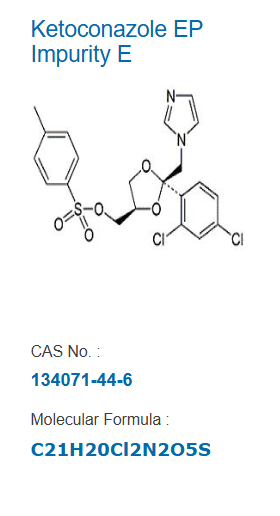 Ketoconazole EP
Impurity E
N
N
O
O
O
S
O
O
Cl
Cl
CAS No. :
134071-44-6
Molecular Formula :
C21H20Cl2N2O5S